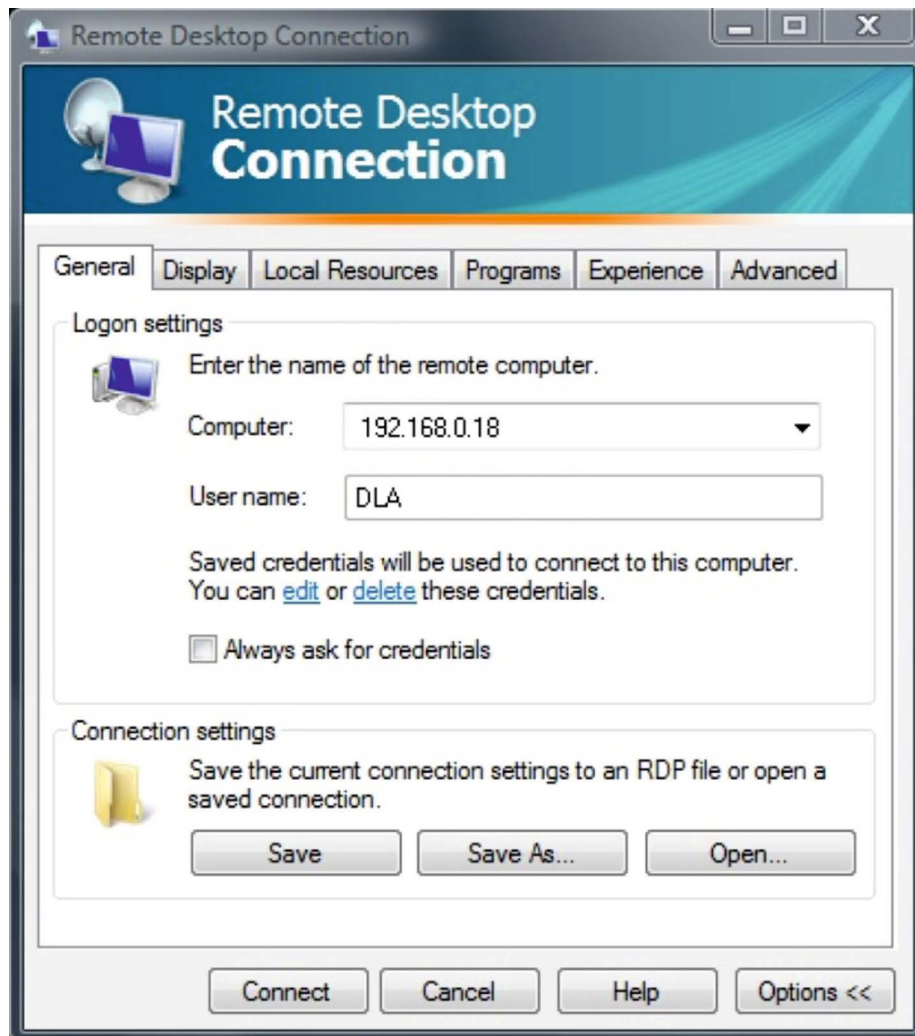 Remote Desktop Connection
Remote Desktop
Connection
General Display Local Resources Programs Experience Advanced
Logon settings
Enter the name of the remote computer.
Computer: 192.168.0.18
User name: DLA
Saved credentials will be used to connect to this computer.
You can edit or delete these credentials.
Always ask for credentials
Connection settings
Save the current connection settings to an RDP file or open a
saved connection.
Save Save As... Open...
Connect Cancel Help Options <<